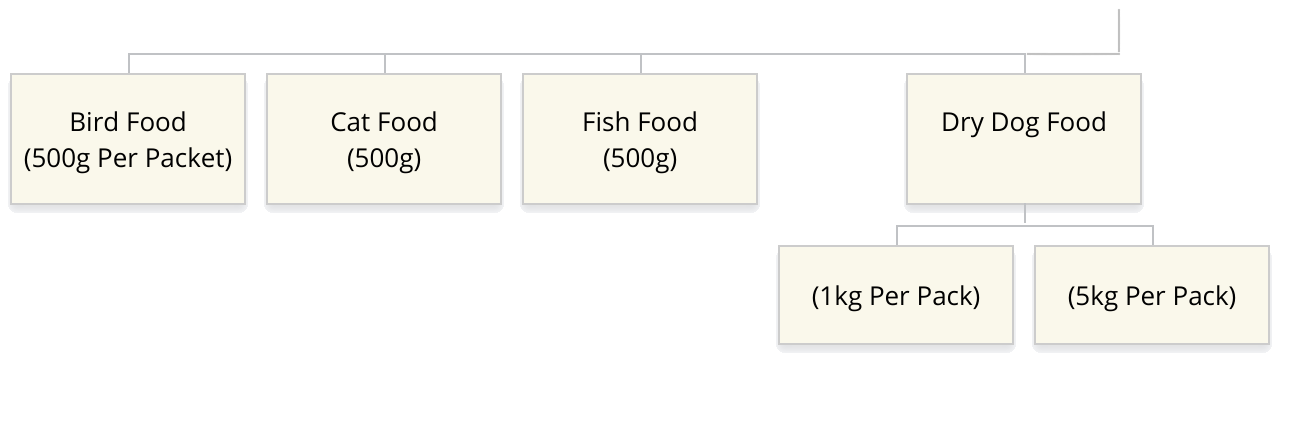 Bird Food
(500g Per Packet)
Cat Food
(500g)
Fish Food
(500g)
Dry Dog Food
(1kg Per Pack)
(5kg Per Pack)